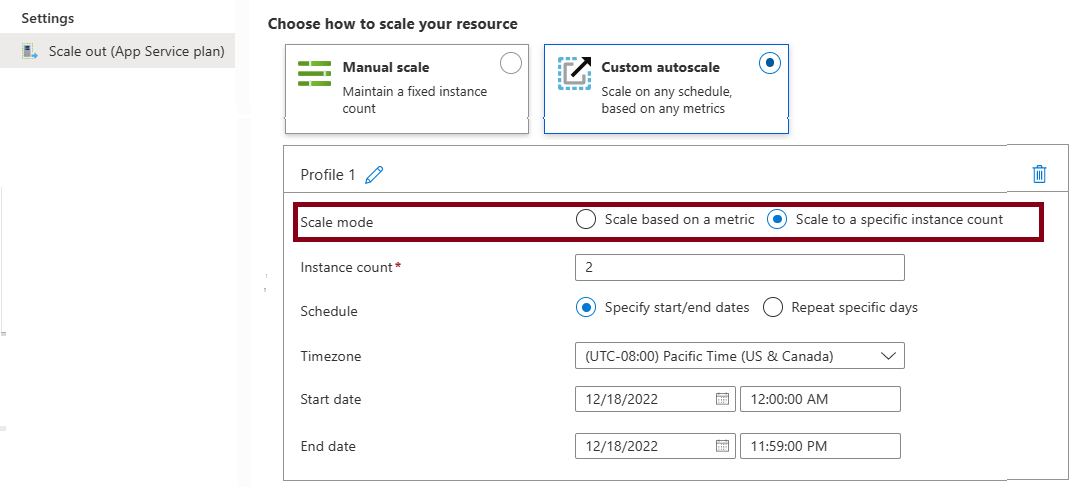 Settings
Scale out (App Service plan)
Choose how to scale your resource
Manual scale
Maintain a fixed instance
count
Custom autoscale
Scale on any schedule,
based on any metrics
Profile 1
Scale mode
Scale based on a metric
Scale to a specific instance count
Instance count*
2
Schedule
Specify start/end dates
Repeat specific days
Timezone
(UTC-08:00) Pacific Time (US & Canada)
Start date
12/18/2022
12:00:00 AM
End date
12/18/2022
11:59:00 PM